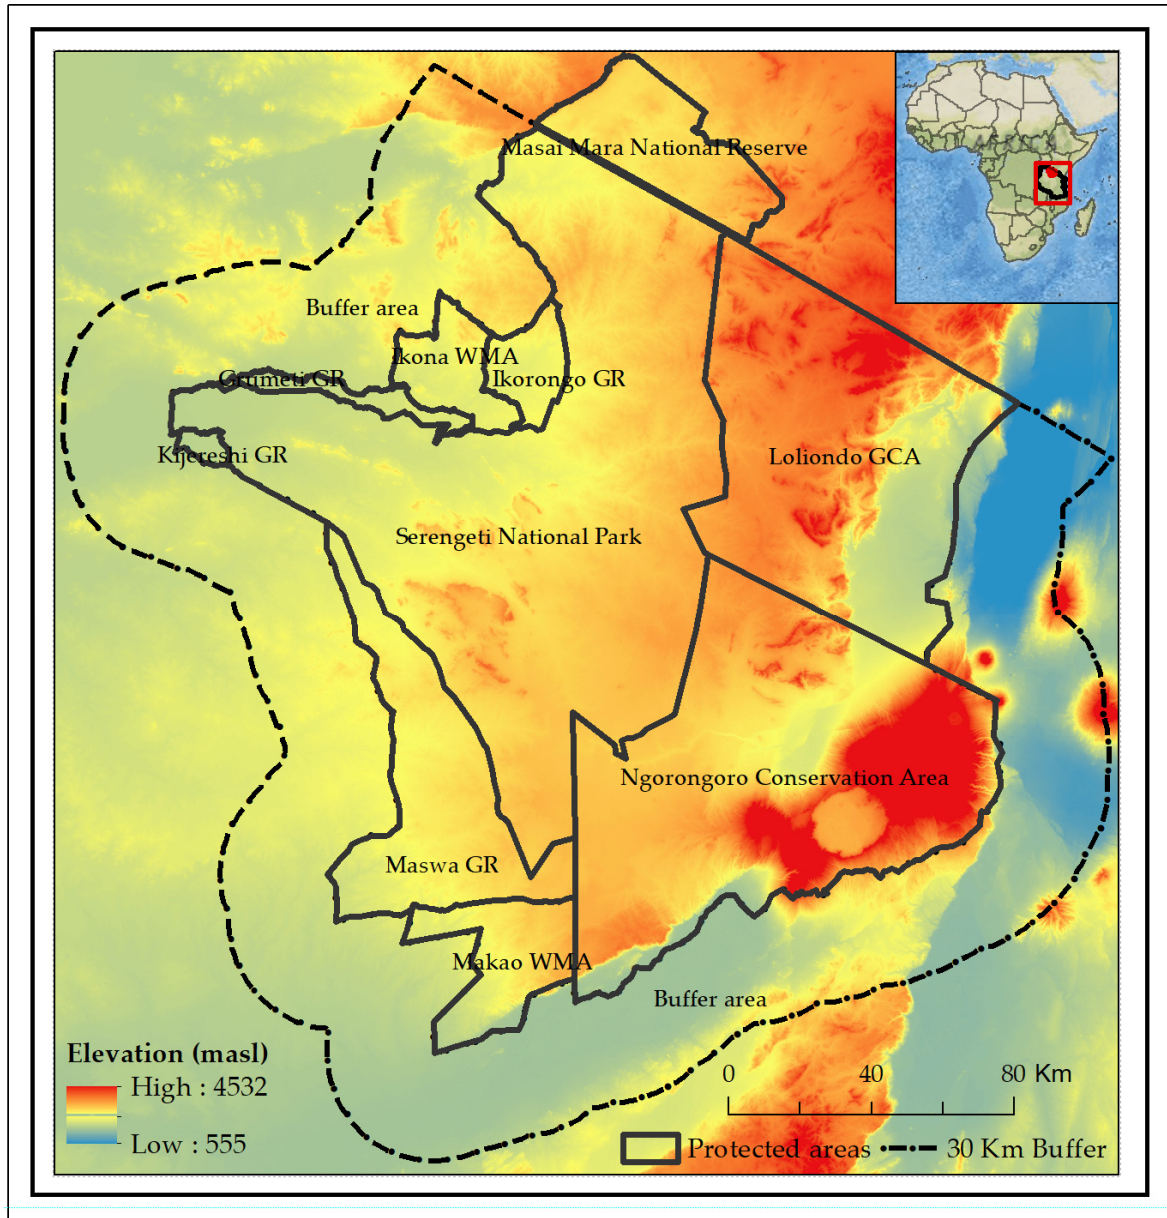 Masai Mara National Reserve
Buffer area
Ikona WMA
Grumeti GR
Ikorongo GR
Kijereshi GR
Loliondo GCA
Serengeti National Park
Ngorongoro Conservation Area
Maswa GR
Makao WMA
Buffer area
Elevation (masl)
High : 4532
Low : 555
0 40 80 Km
Protected areas 30 Km Buffer